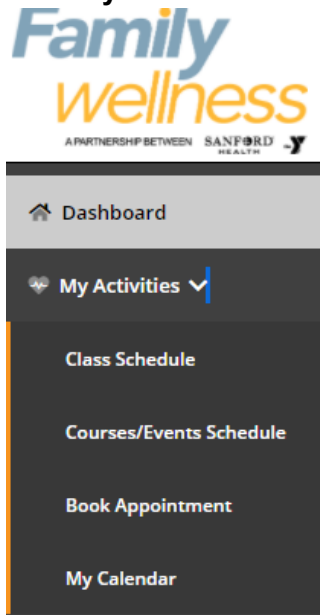 Family
wellness
A PARTNERSHIP BETWEEN SANFORD HEALTH Y
Dashboard
My Activities
Class Schedule
Courses/Events Schedule
Book Appointment
My Calendar